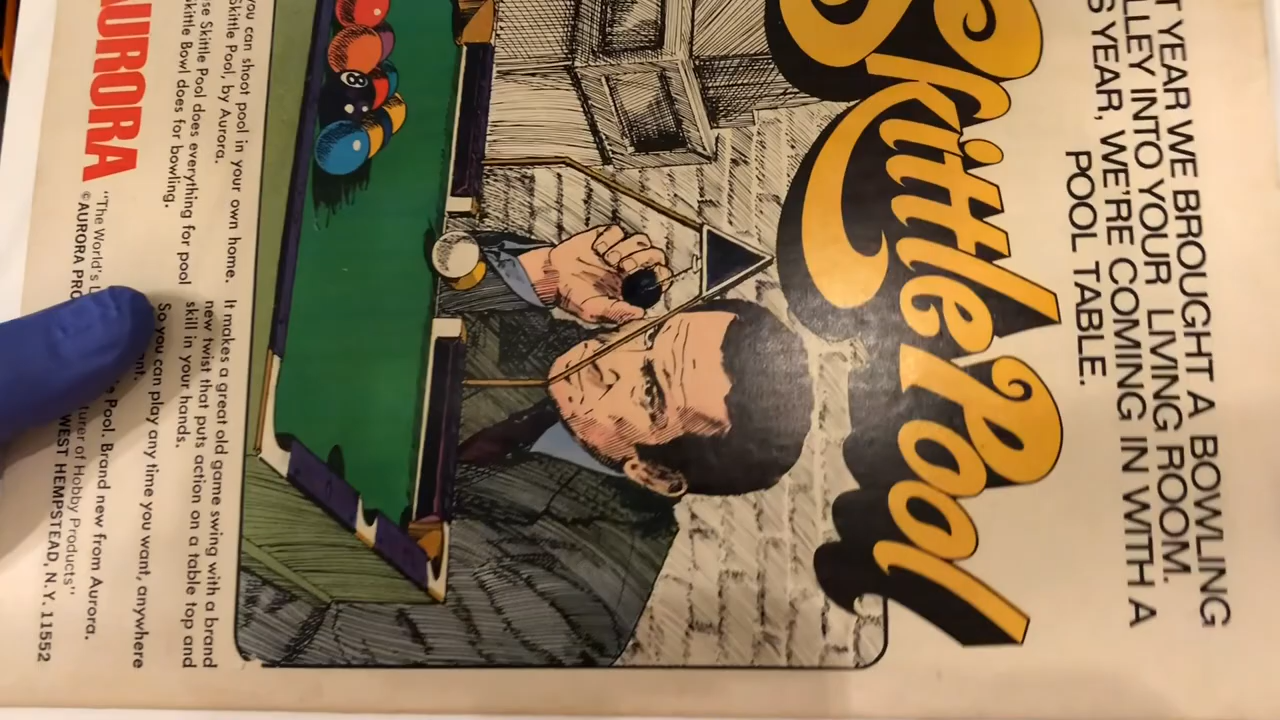 T YEAR WE BROUGHT A BOWLING
LLEY INTO YOUR LIVING ROOM.
S YEAR, WE'RE COMING IN WITH A
POOL TABLE.
Skittle Pool
8
you can shoot pool in your own home.
Skittle Pool, by Aurora.
se Skittle Pool does everything for pool
kittle Bowl does for bowling.
It makes a great old game swing with a brand
new twist that puts action on a table top and
skill in your hands.
So you can play any time you want, anywhere
nt.
Pool. Brand new from Aurora.
AURORA
"The World's L turer of Hobby Products"
©AURORA PRO WEST HEMPSTEAD, N.Y. 11552